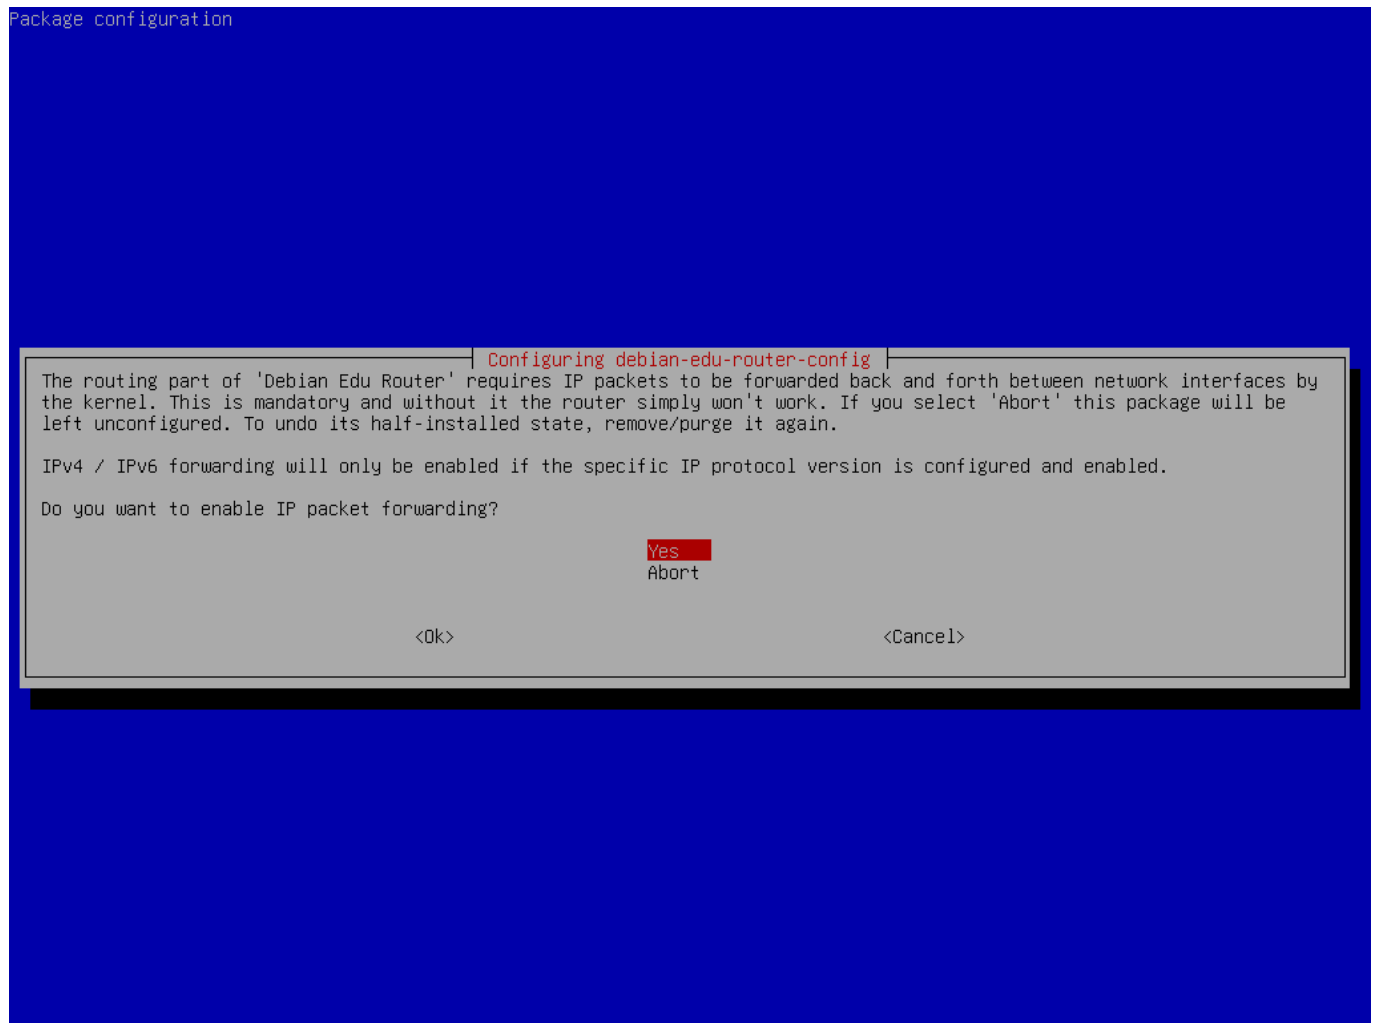 Package configuration
Configuring debian-edu-router-config
The routing part of 'Debian Edu Router' requires IP packets to be forwarded back and forth between network interfaces by
the kernel. This is mandatory and without it the router simply won't work. If you select 'Abort' this package will be
left unconfigured. To undo its half-installed state, remove/purge it again.
IPv4 / IPv6 forwarding will only be enabled if the specific IP protocol version is configured and enabled.
Do you want to enable IP packet forwarding?
Yes
Abort
<Ok> <Cancel>